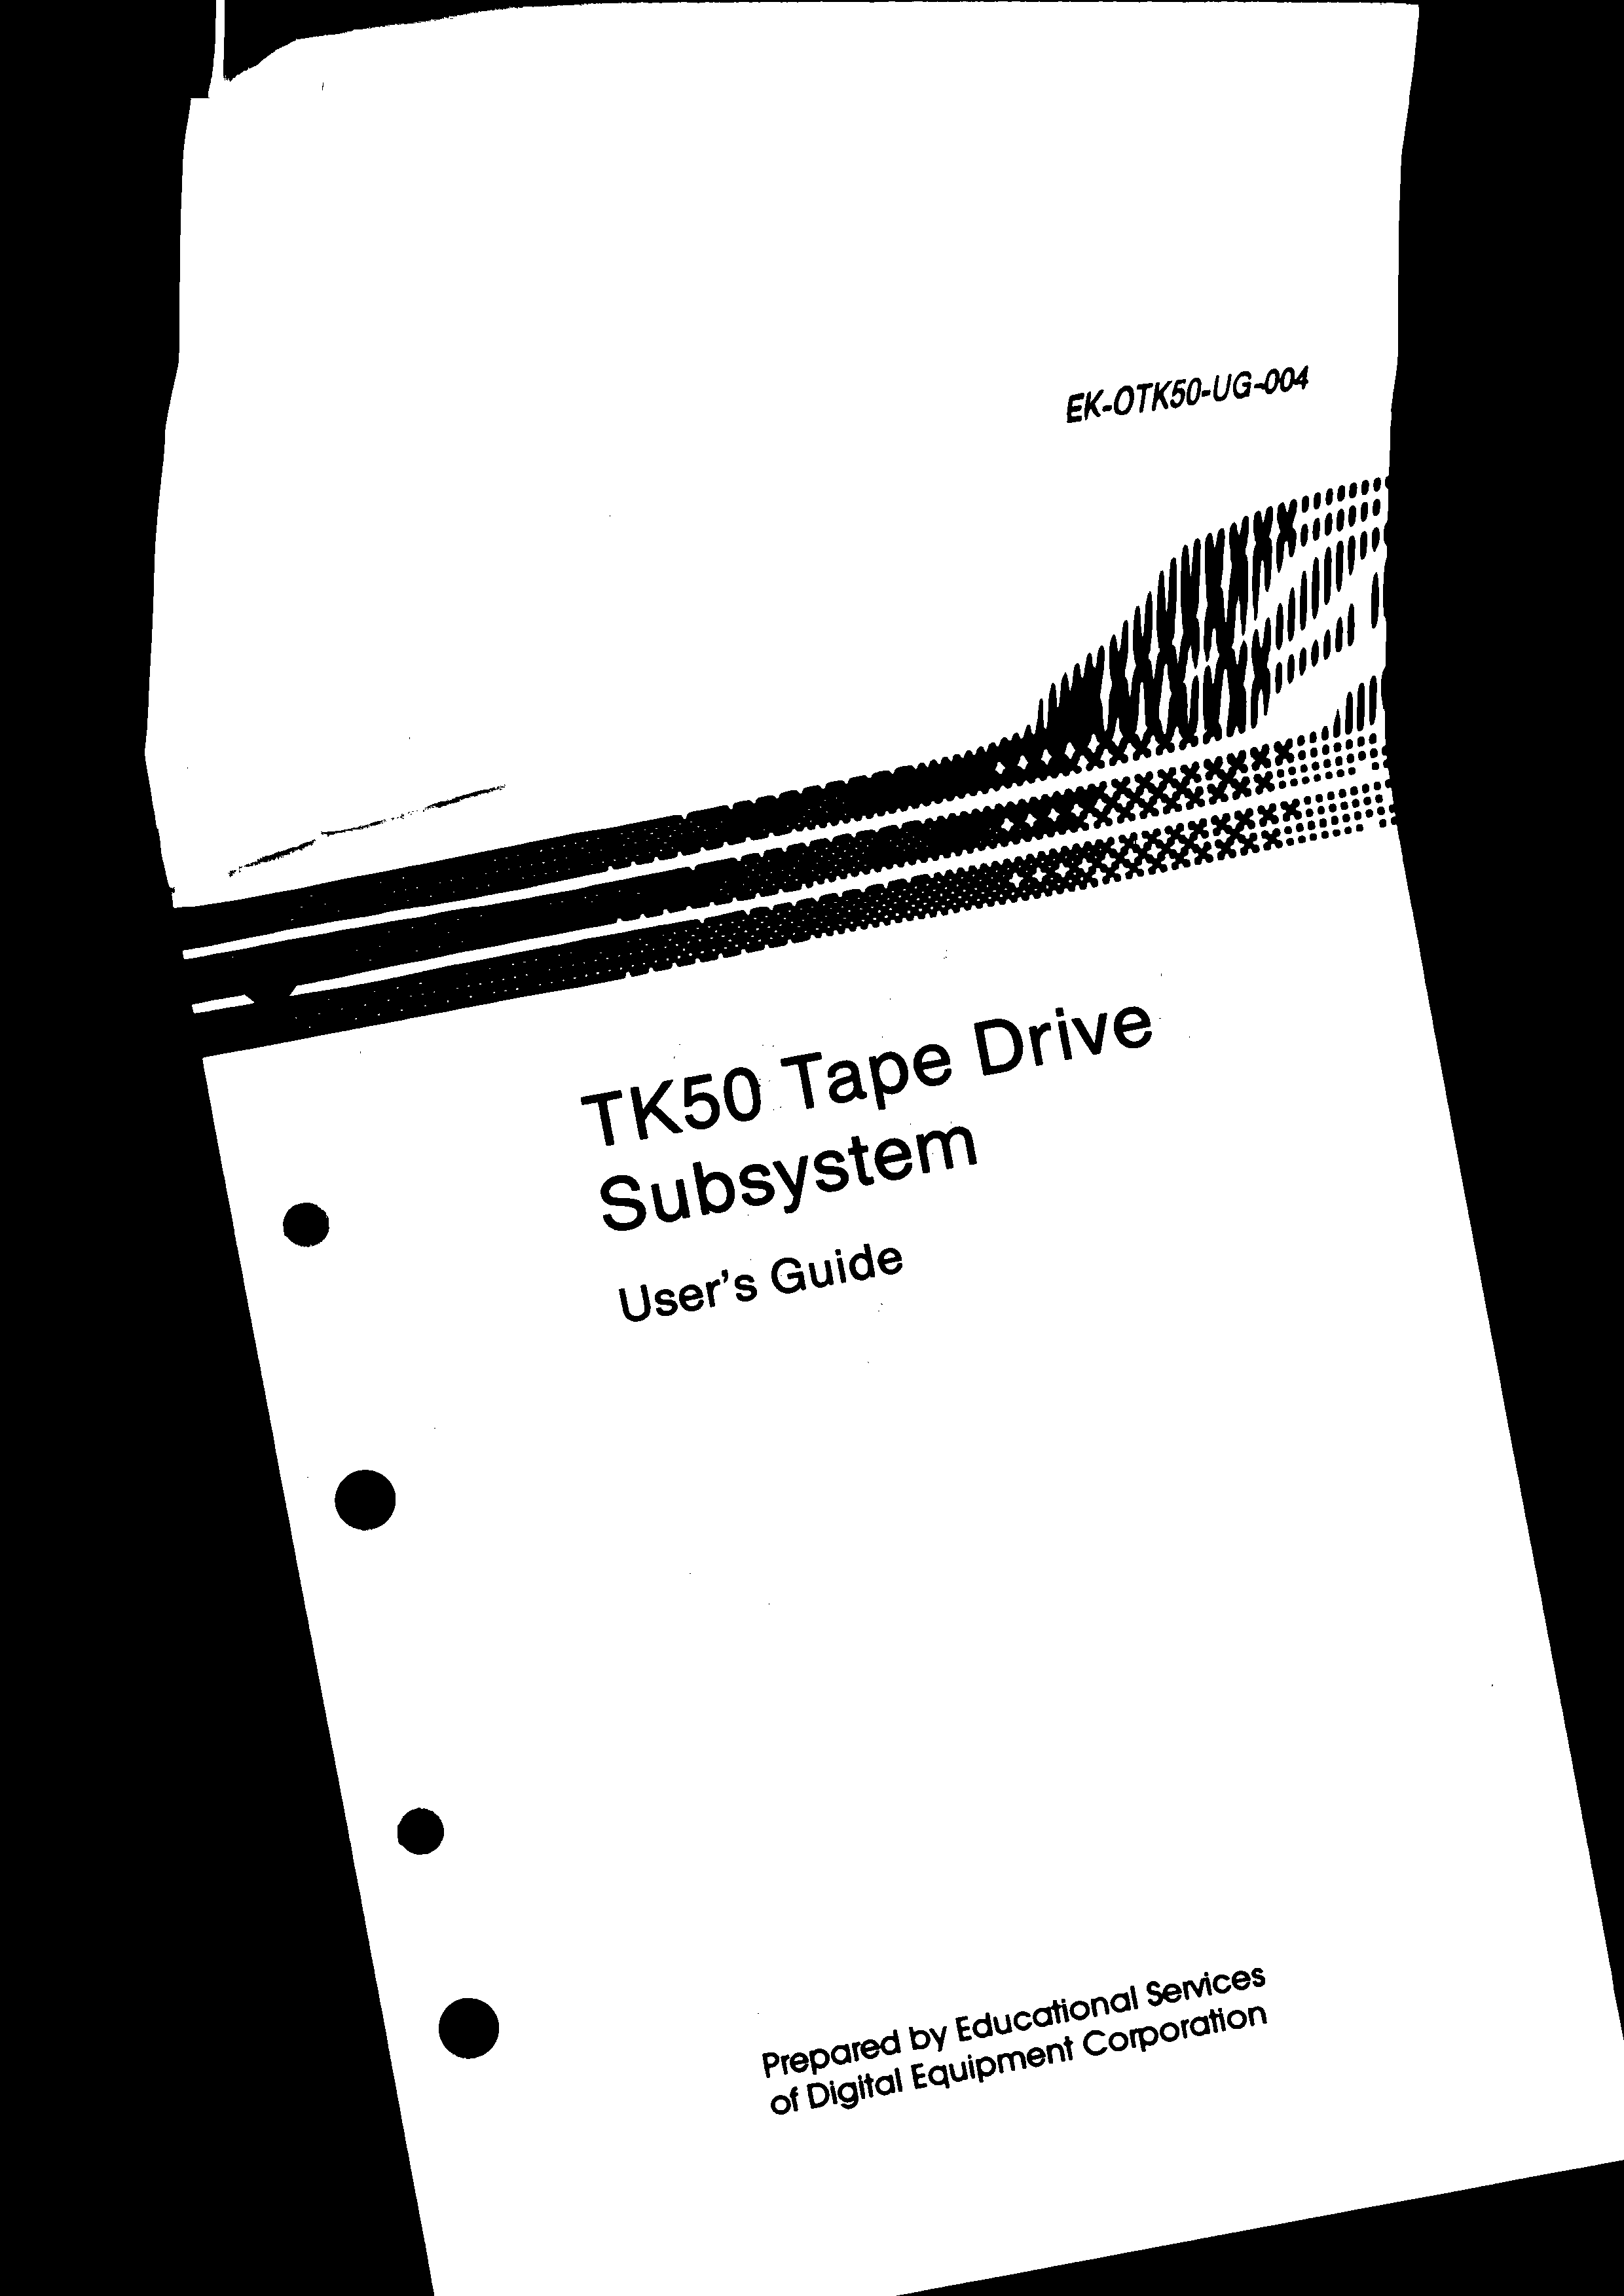 EK-OTK50-UG-004
TK50 Tape Drive
Subsystem
User's Guide
Prepared by Educational Services
of Digital Equipment Corporation